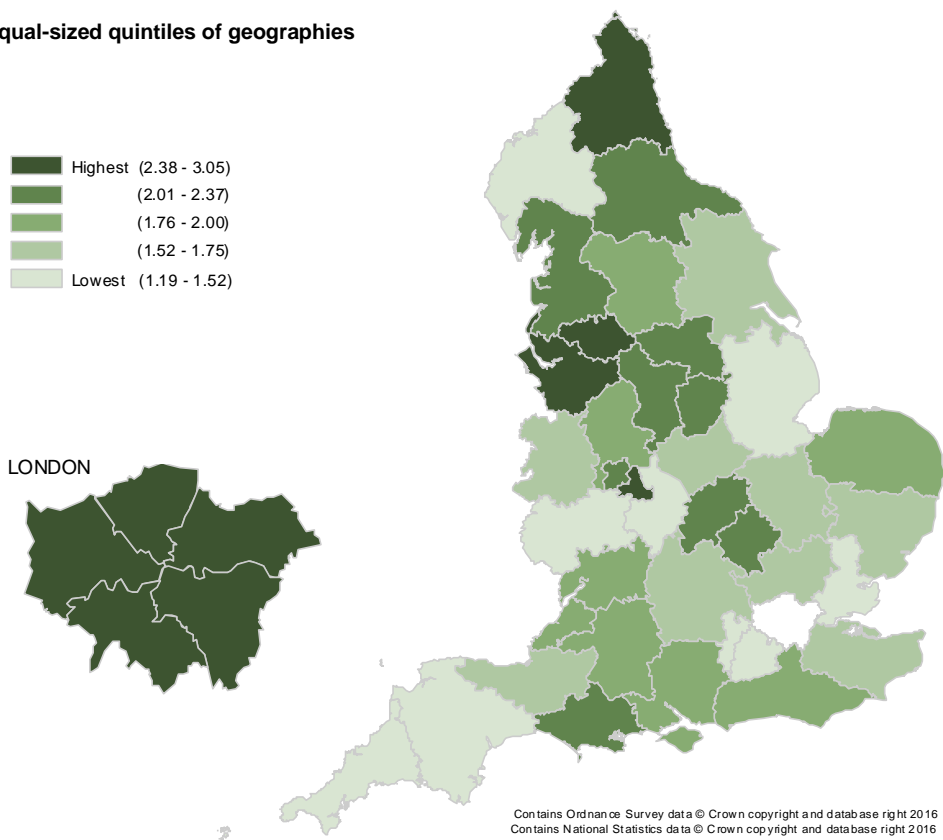 qual-sized quintiles of geographies
Highest (2.38 - 3.05)
(2.01 - 2.37)
(1.76 - 2.00)
(1.52 - 1.75)
Lowest (1.19 - 1.52)
LONDON
Contains Ordnance Survey data © Crown copyright and database right 2016
Contains National Statistics data © Crown copyright and database right 2016